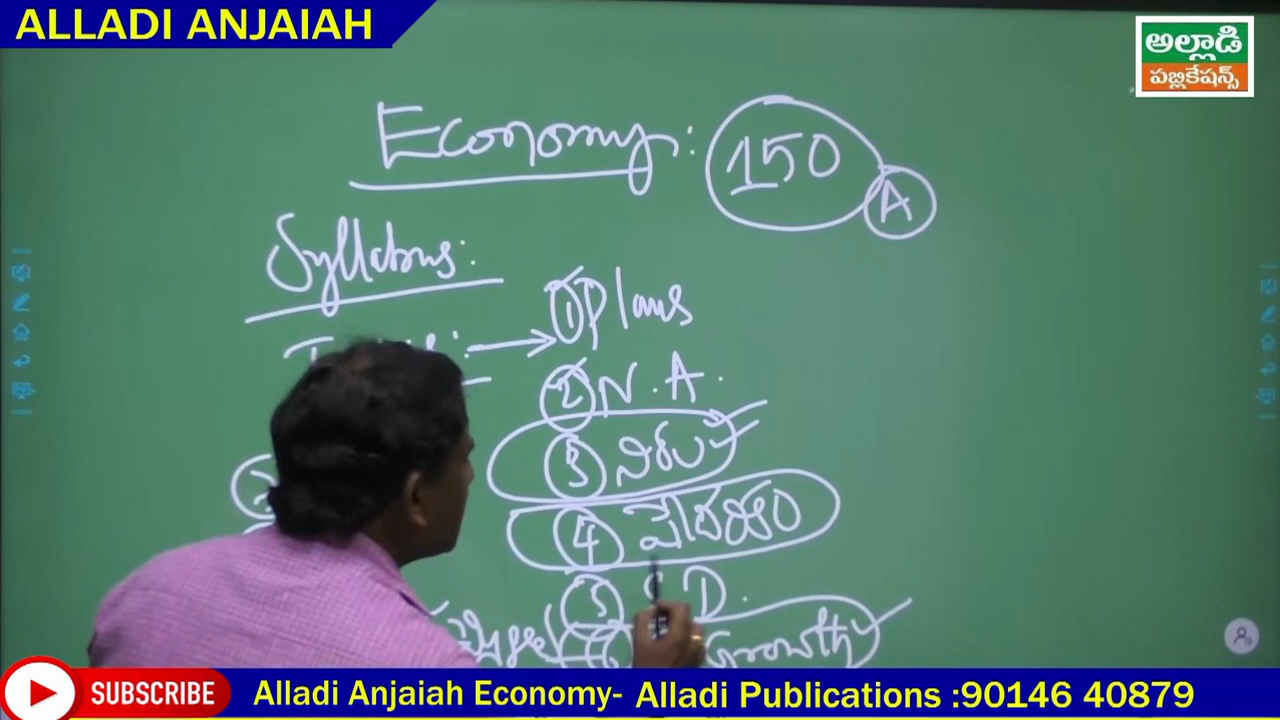 ALLADI ANJAIAH
అల్లాడి
పబ్లికేషన్స్
Economy: 150
A
Syllabus:
① Plans
② N.A.
③ నిరు
④ పేదరికం
⑤ S.D.
Growth
SUBSCRIBE
Alladi Anjaiah Economy- Alladi Publications :90146 40879